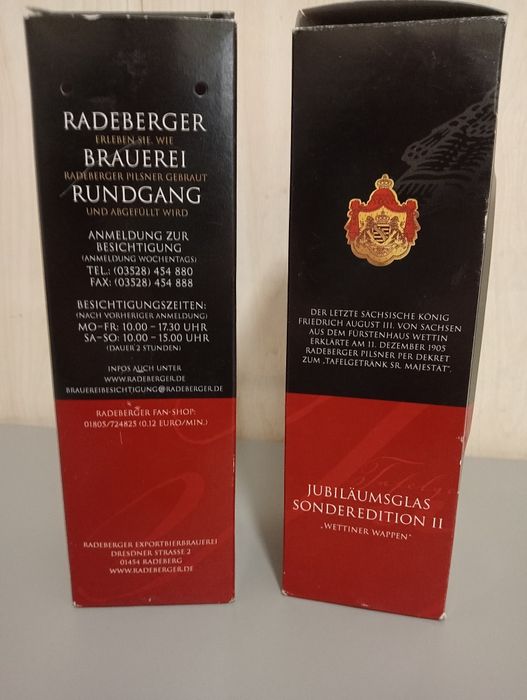 RADEBERGER
ERLEBEN SIE, WIE
BRAUEREI
RADEBERGER PILSNER GEBRAUT
RUNDGANG
UND ABGEFÜLLT WIRD
ANMELDUNG ZUR
BESICHTIGUNG
(ANMELDUNG WOCHENTAGS)
TEL.: (03528) 454 880
FAX: (03528) 454 888
BESICHTIGUNGSZEITEN:
(NACH VORHERIGER ANMELDUNG)
MO-FR: 10.00 - 17.30 UHR
SA-SO: 10.00 - 15.00 UHR
(DAUER 2 STUNDEN)
INFOS AUCH UNTER
WWW.RADEBERGER.DE
BRAUEREIBESICHTIGUNG@RADEBERGER.DE
RADEBERGER FAN-SHOP:
01805/724825 (0.12 EURO/MIN.)
RADEBERGER EXPORTBIERBRAUEREI
DRESDNER STRASSE 2
01454 RADEBERG
WWW.RADEBERGER.DE
DER LETZTE SÄCHSISCHE KÖNIG
FRIEDRICH AUGUST III. VON SACHSEN
AUS DEM FÜRSTENHAUS WETTIN
ERKLÄRTE AM 11. DEZEMBER 1905
RADEBERGER PILSNER PER DEKRET
ZUM „TAFELGETRÄNK SR. MAJESTÄT".
JUBILÄUMSGLAS
SONDEREDITION II
„WETTINER WAPPEN"